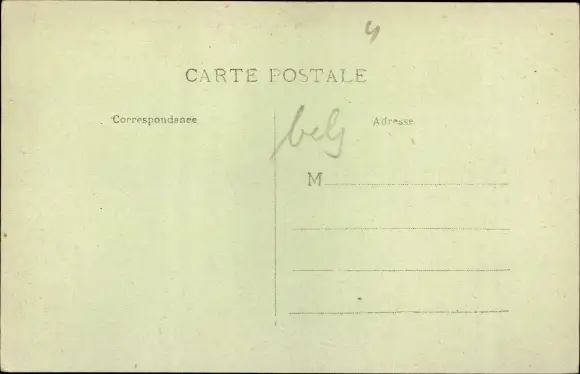 4
CARTE POSTALE
Correspondance
Adresse
belg
M